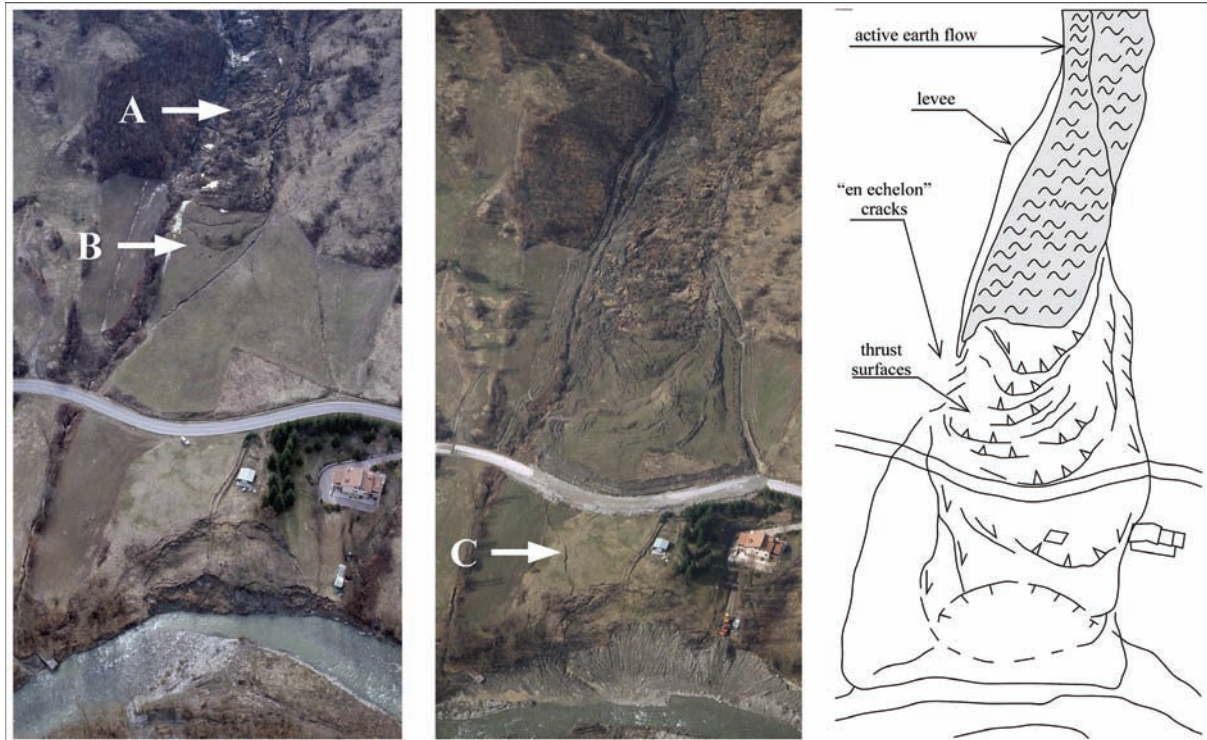 A
B
C
active earth flow
levee
“en echelon”
cracks
thrust
surfaces